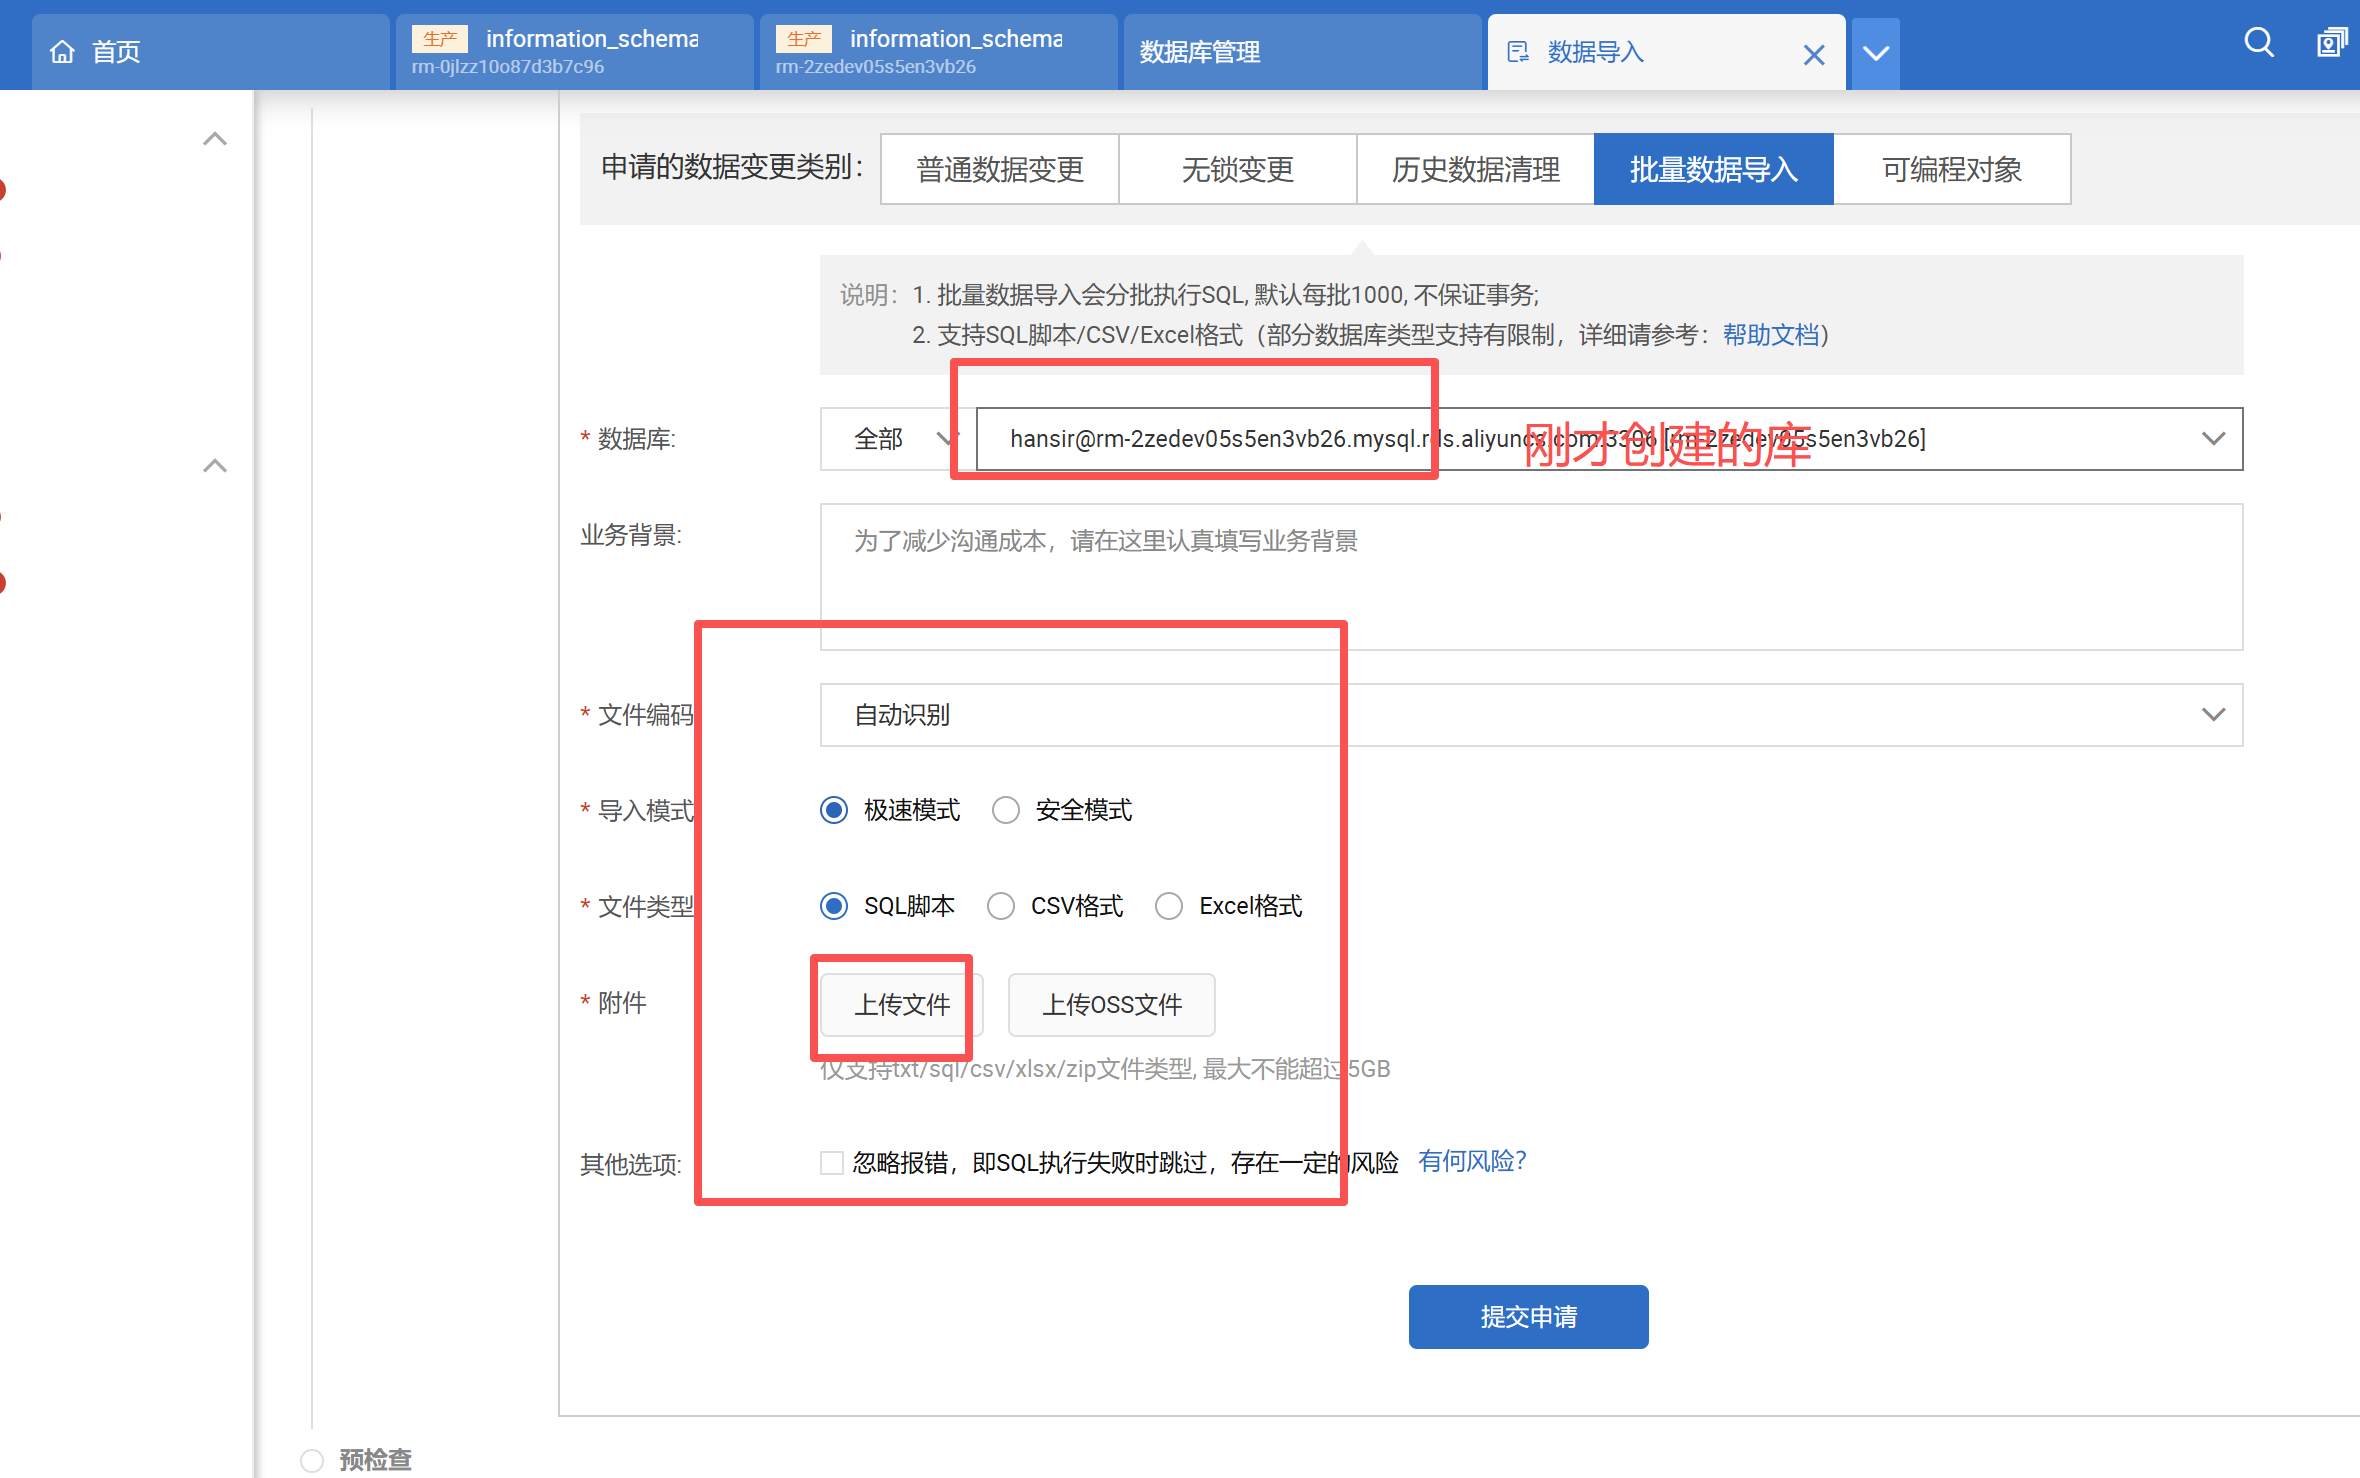 首页
生产 information_schema
rm-0jlzz10o87d3b7c96
生产 information_schema
rm-2zedev05s5en3vb26
数据库管理
数据导入
申请的数据变更类别：
普通数据变更
无锁变更
历史数据清理
批量数据导入
可编程对象
说明： 1. 批量数据导入会分批执行SQL, 默认每批1000, 不保证事务;
2. 支持SQL脚本/CSV/Excel格式（部分数据库类型支持有限制，详细请参考：帮助文档）
* 数据库: 全部 hansir@rm-2zedev05s5en3vb26.mysql.rds.aliyuncs.com:3306 [rm-2zedev05s5en3vb26]
刚才创建的库
业务背景: 为了减少沟通成本，请在这里认真填写业务背景
* 文件编码 自动识别
* 导入模式 极速模式 安全模式
* 文件类型 SQL脚本 CSV格式 Excel格式
* 附件 上传文件 上传OSS文件
仅支持txt/sql/csv/xlsx/zip文件类型, 最大不能超过5GB
其他选项: 忽略报错，即SQL执行失败时跳过，存在一定的风险 有何风险？
提交申请
预检查